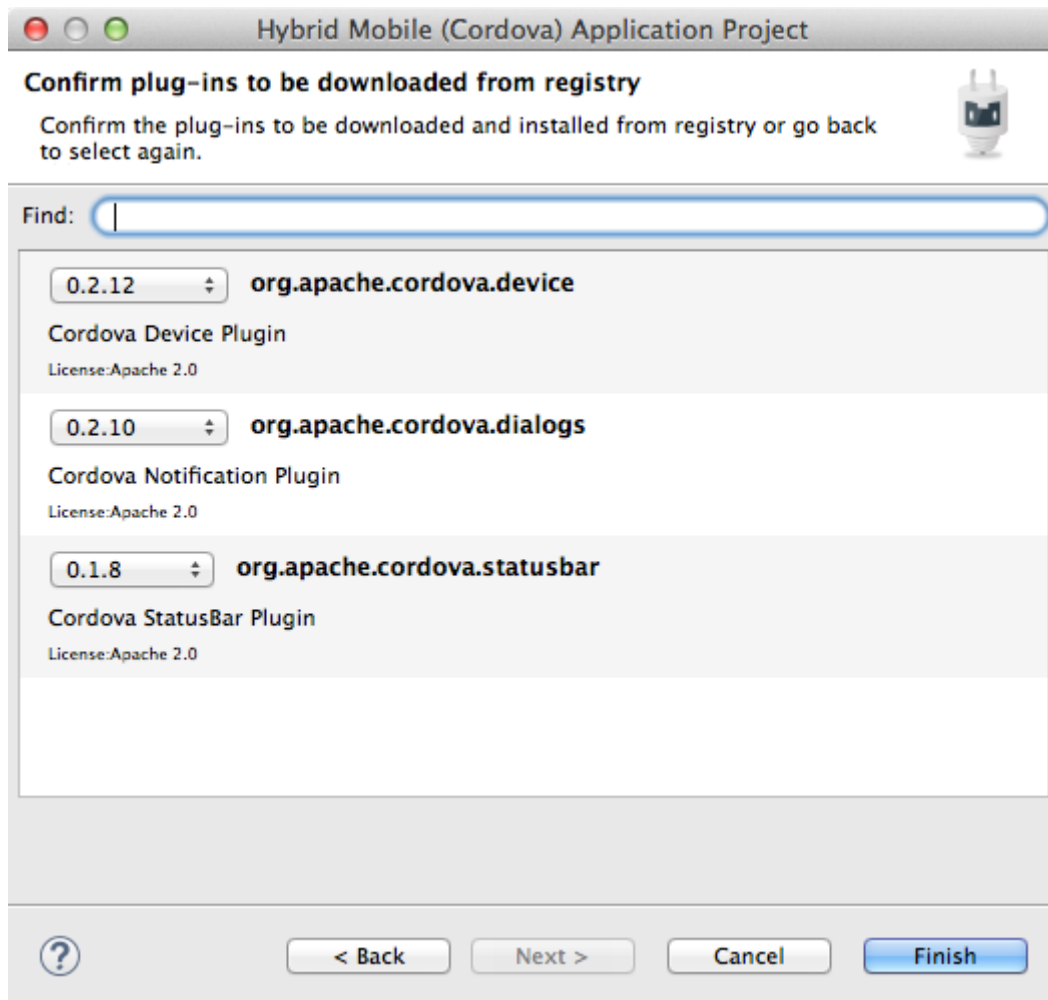 Hybrid Mobile (Cordova) Application Project
Confirm plug-ins to be downloaded from registry
Confirm the plug-ins to be downloaded and installed from registry or go back
to select again.
Find:
0.2.12 org.apache.cordova.device
Cordova Device Plugin
License:Apache 2.0
0.2.10 org.apache.cordova.dialogs
Cordova Notification Plugin
License:Apache 2.0
0.1.8 org.apache.cordova.statusbar
Cordova StatusBar Plugin
License:Apache 2.0
? < Back Next > Cancel Finish